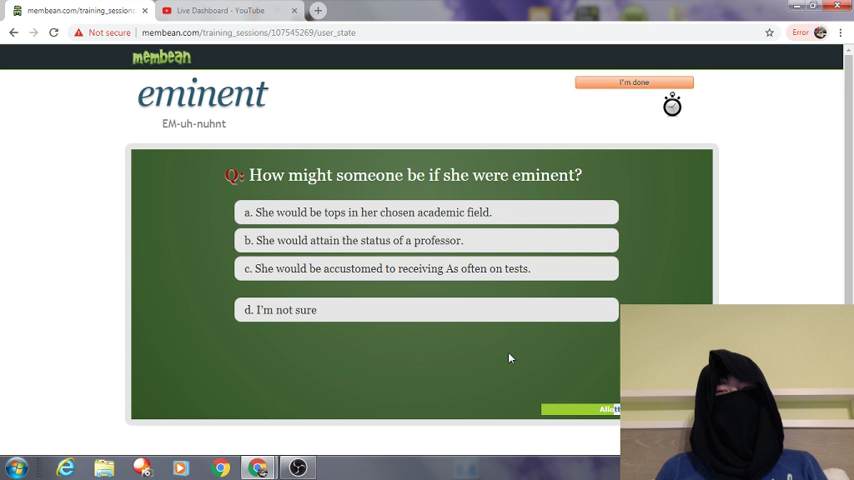 membean.com/training_sessions
Live Dashboard - YouTube
Not secure
membean.com/training_sessions/107545269/user_state
Error
membean
eminent
I'm done
EM-uh-nuhnt
Q: How might someone be if she were eminent?
a. She would be tops in her chosen academic field.
b. She would attain the status of a professor.
c. She would be accustomed to receiving As often on tests.
d. I'm not sure